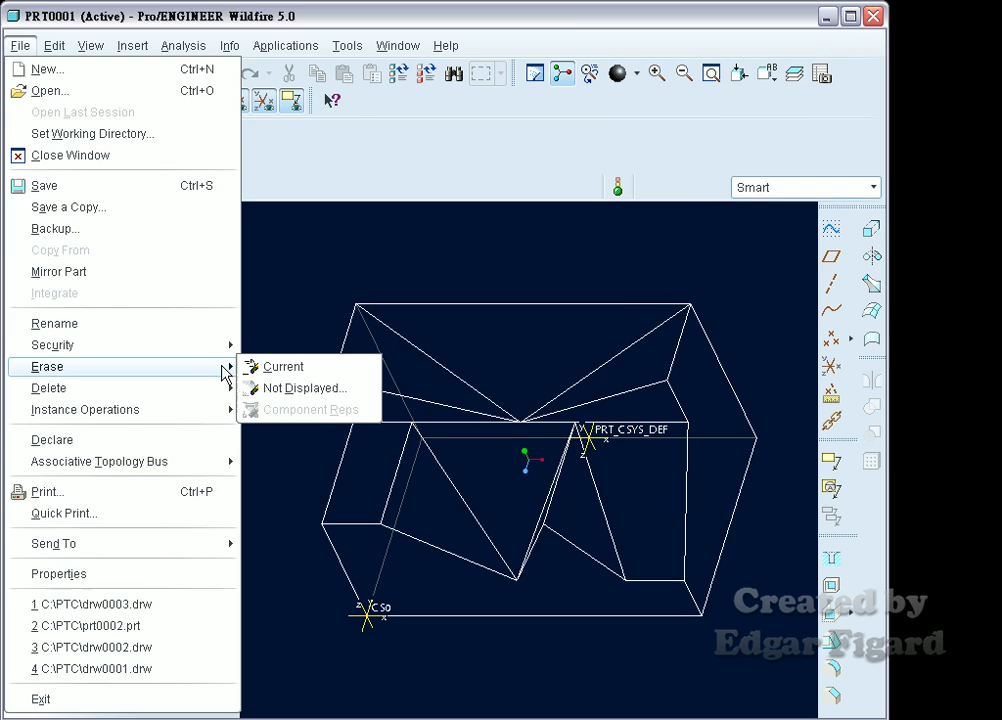 PRT0001 (Active) - Pro/ENGINEER Wildfire 5.0
File Edit View Insert Analysis Info Applications Tools Window Help
New... Ctrl+N
Open... Ctrl+O
Open Last Session
Set Working Directory...
Close Window
Save Ctrl+S
Save a Copy...
Backup...
Copy From
Mirror Part
Integrate
Rename
Security
Erase
Delete
Instance Operations
Declare
Associative Topology Bus
Print... Ctrl+P
Quick Print...
Send To
Properties
1 C:\PTC\drw0003.drw
2 C:\PTC\prt0002.prt
3 C:\PTC\drw0002.drw
4 C:\PTC\drw0001.drw
Exit
Current
Not Displayed...
Component Reps
Smart
y PRT_CSYS_DEF
x
z
z CS0
x
Created by
Edgar Figard